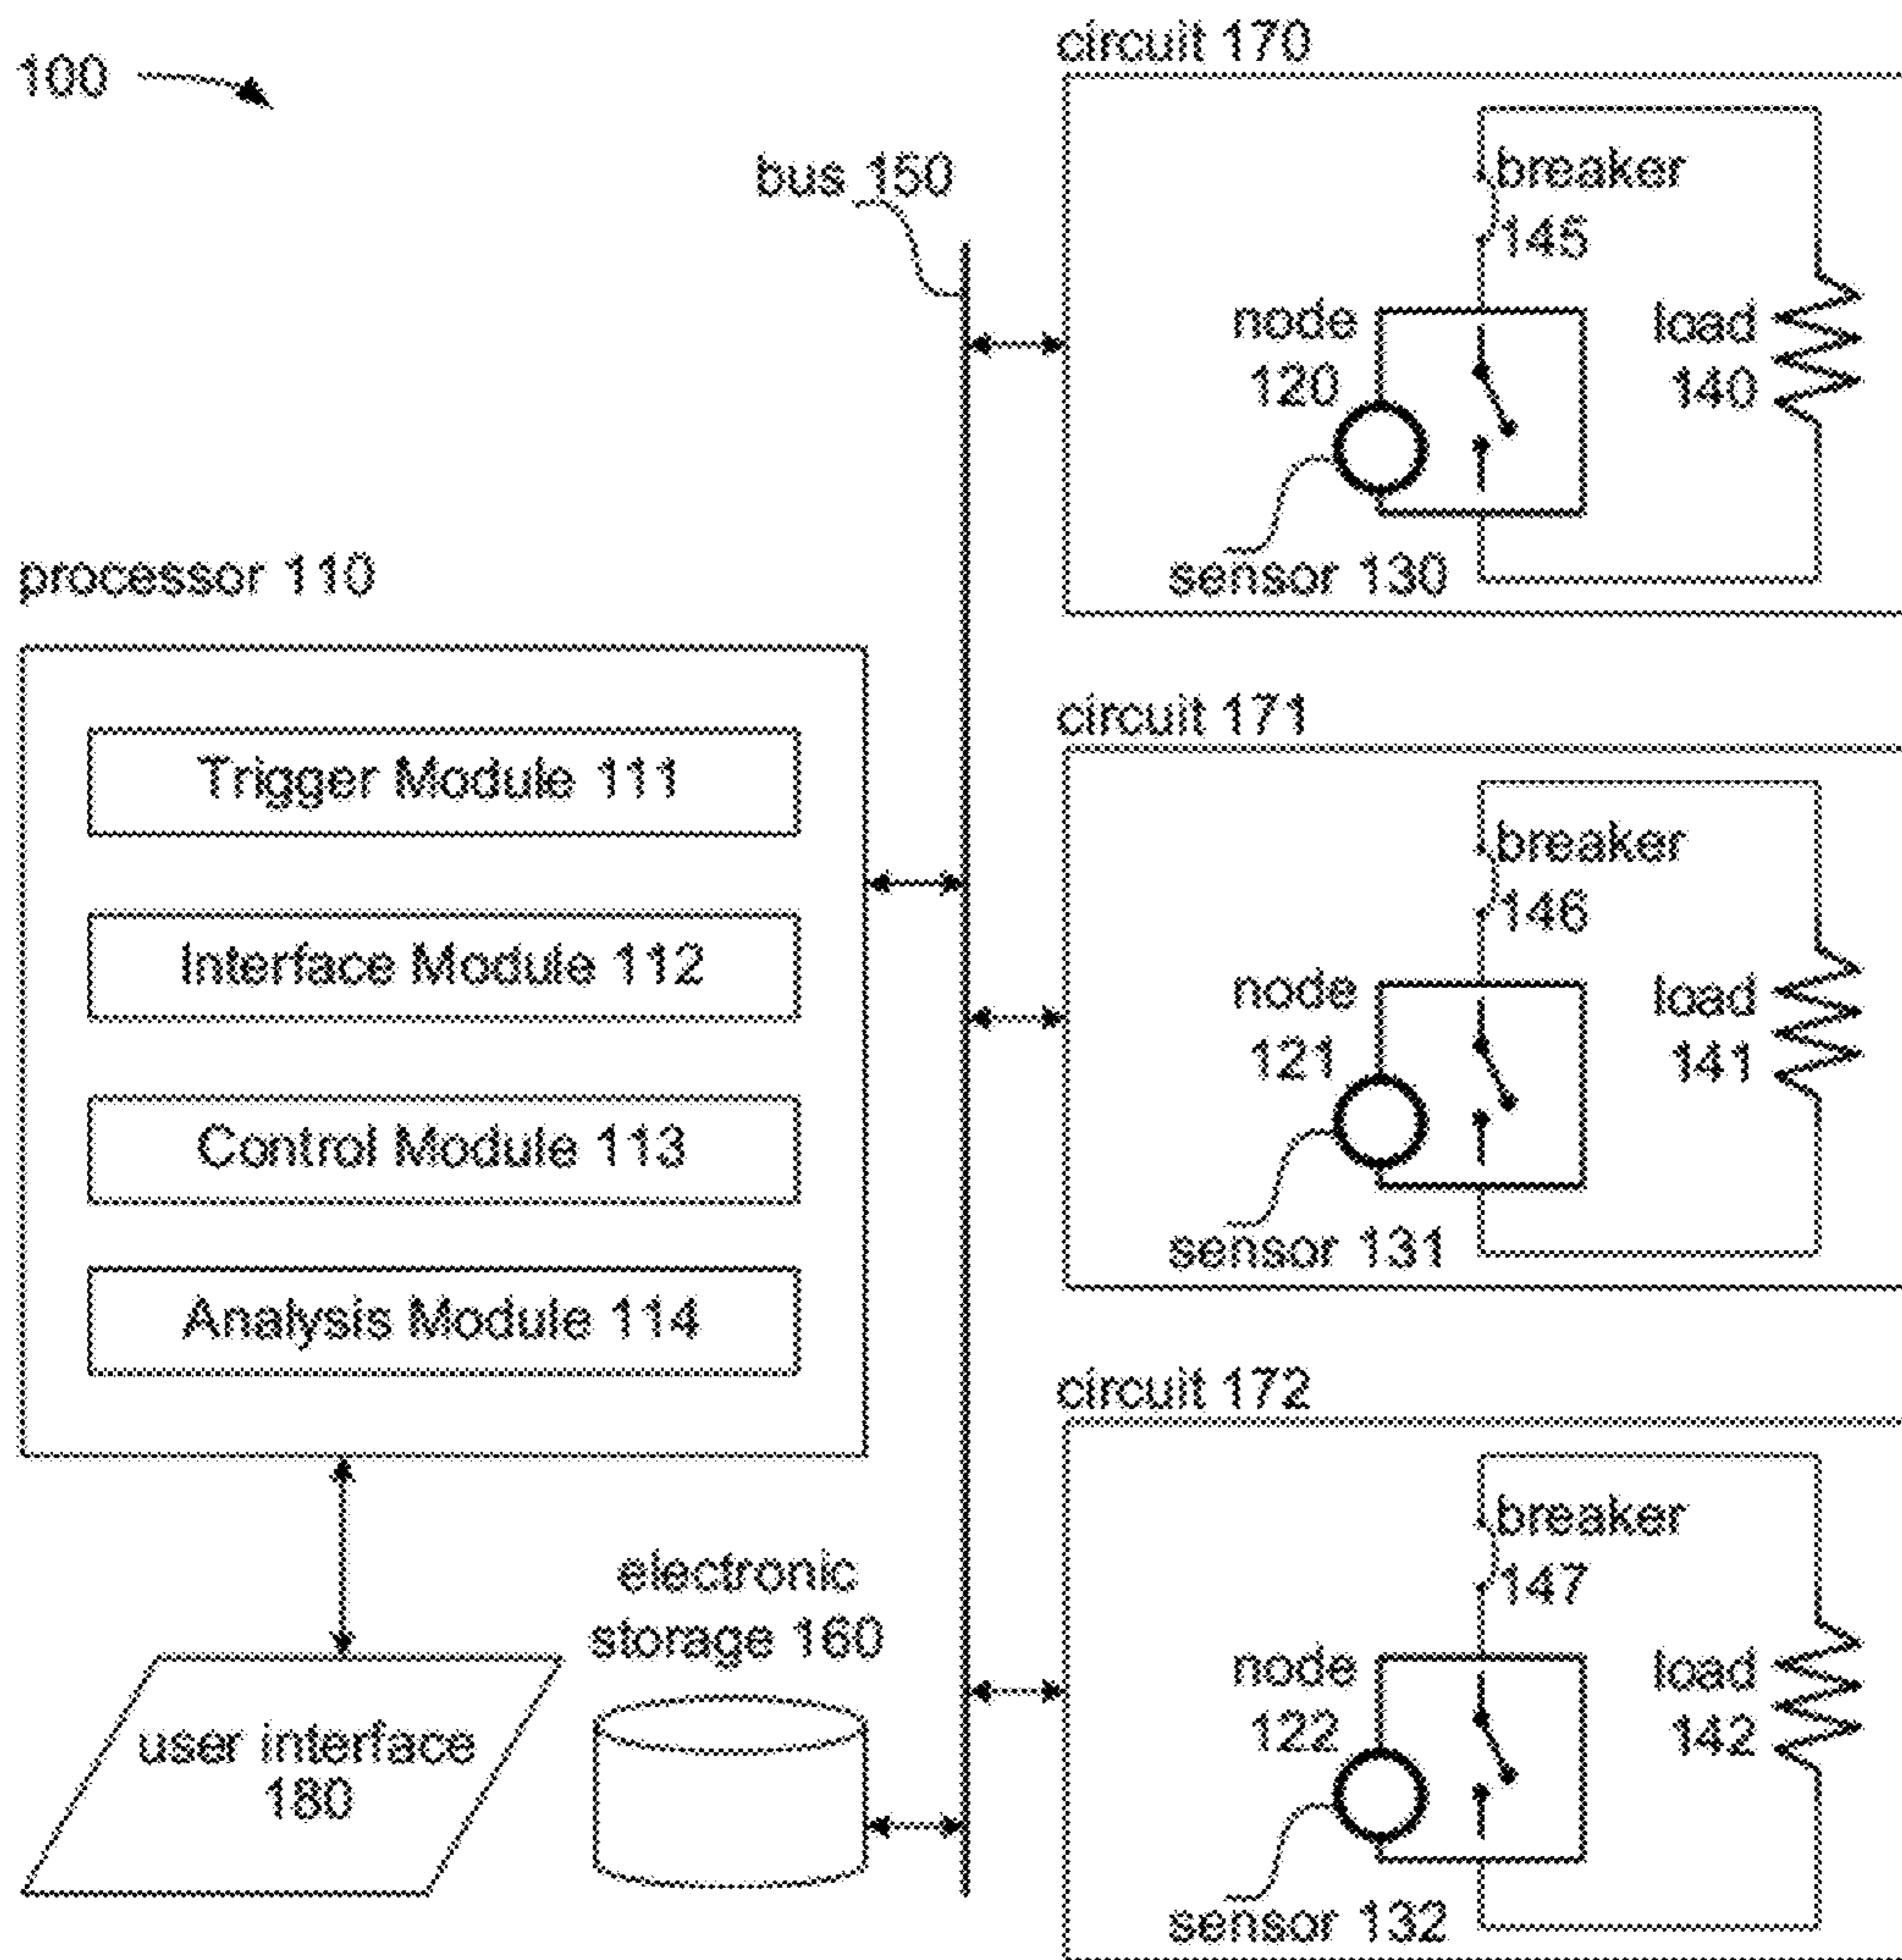 100
bus 150
processor 110
Trigger Module 111
Interface Module 112
Control Module 113
Analysis Module 114
user interface
180
electronic
storage 160
circuit 170
breaker
145
node
120
load
140
sensor 130
circuit 171
breaker
146
node
121
load
141
sensor 131
circuit 172
breaker
147
node
122
load
142
sensor 132